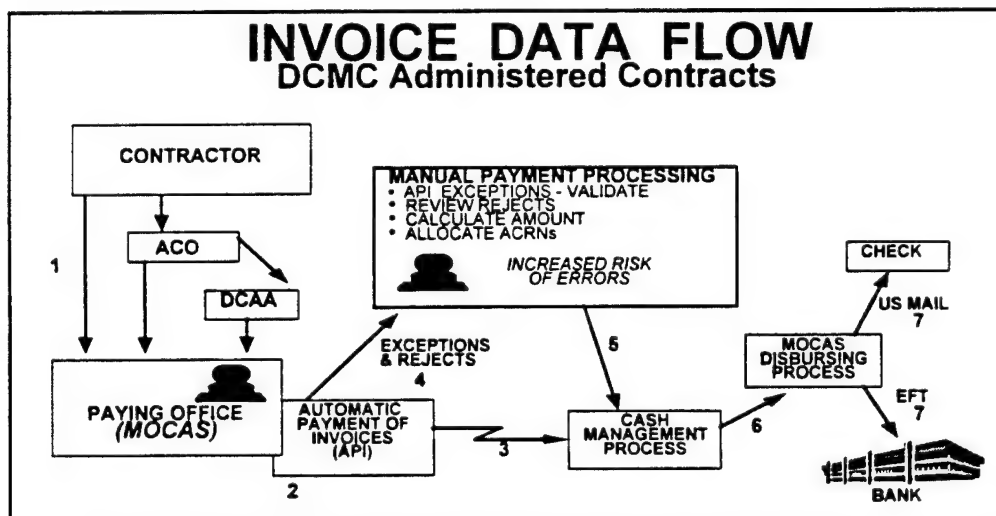 INVOICE DATA FLOW
DCMC Administered Contracts
CONTRACTOR
MANUAL PAYMENT PROCESSING
• API EXCEPTIONS - VALIDATE
• REVIEW REJECTS
• CALCULATE AMOUNT
• ALLOCATE ACRNs
INCREASED RISK
OF ERRORS
1
ACO
DCAA
CHECK
US MAIL
7
EXCEPTIONS
& REJECTS
4
5
MOCAS
DISBURSING
PROCESS
PAYING OFFICE
(MOCAS)
AUTOMATIC
PAYMENT OF
INVOICES
(API)
2
3
CASH
MANAGEMENT
PROCESS
6
EFT
7
BANK